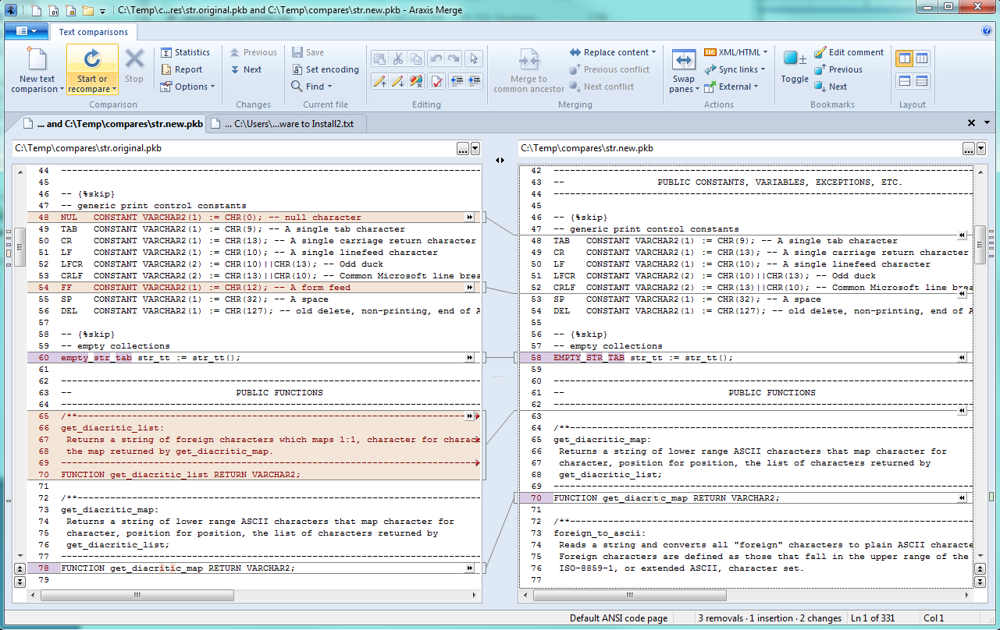 C:\Temp\c...res\str.original.pkb and C:\Temp\compares\str.new.pkb - Araxis Merge
Text comparisons
New text comparison
Start or recompare
Stop
Statistics
Report
Options
Comparison
Previous
Next
Changes
Save
Set encoding
Find
Current file
Editing
Merge to common ancestor
Replace content
Previous conflict
Next conflict
Merging
Swap panes
XML/HTML
Sync links
External
Actions
Toggle
Edit comment
Previous
Next
Bookmarks
Layout
... and C:\Temp\compares\str.new.pkb
... C:\Users\...ware to Install2.txt
C:\Temp\compares\str.original.pkb
44 --------------------------------------------------------------------------------
45
46 -- {%skip}
47 -- generic print control constants
48 NUL   CONSTANT VARCHAR2(1) := CHR(0); -- null character
49 TAB   CONSTANT VARCHAR2(1) := CHR(9); -- A single tab character
50 CR    CONSTANT VARCHAR2(1) := CHR(13); -- A single carriage return character
51 LF    CONSTANT VARCHAR2(1) := CHR(10); -- A single linefeed character
52 LFCR  CONSTANT VARCHAR2(2) := CHR(10)||CHR(13); -- Odd duck
53 CRLF  CONSTANT VARCHAR2(2) := CHR(13)||CHR(10); -- Common Microsoft line brea
54 FF    CONSTANT VARCHAR2(1) := CHR(12); -- A form feed
55 SP    CONSTANT VARCHAR2(1) := CHR(32); -- A space
56 DEL   CONSTANT VARCHAR2(1) := CHR(127); -- old delete, non-printing, end of A
57
58 -- {%skip}
59 -- empty collections
60 empty_str_tab str_tt := str_tt();
61
62 --------------------------------------------------------------------------------
63 --                              PUBLIC FUNCTIONS
64 --------------------------------------------------------------------------------
65 /**-----------------------------------------------------------------------------
66 get_diacritic_list:
67  Returns a string of foreign characters which maps 1:1, character for charac
68  the map returned by get_diacritic_map.
69 --------------------------------------------------------------------------------
70 FUNCTION get_diacritic_list RETURN VARCHAR2;
71
72 /**-----------------------------------------------------------------------------
73 get_diacritic_map:
74  Returns a string of lower range ASCII characters that map character for
75  character, position for position, the list of characters returned by
76  get_diacritic_list;
77 --------------------------------------------------------------------------------
78 FUNCTION get_diacritic_map RETURN VARCHAR2;
79
C:\Temp\compares\str.new.pkb
42 --------------------------------------------------------------------------------
43 --                 PUBLIC CONSTANTS, VARIABLES, EXCEPTIONS, ETC.
44 --------------------------------------------------------------------------------
45
46 -- {%skip}
47 -- generic print control constants
48 TAB   CONSTANT VARCHAR2(1) := CHR(9); -- A single tab character
49 CR    CONSTANT VARCHAR2(1) := CHR(13); -- A single carriage return character
50 LF    CONSTANT VARCHAR2(1) := CHR(10); -- A single linefeed character
51 LFCR  CONSTANT VARCHAR2(2) := CHR(10)||CHR(13); -- Odd duck
52 CRLF  CONSTANT VARCHAR2(2) := CHR(13)||CHR(10); -- Common Microsoft line brea
53 SP    CONSTANT VARCHAR2(1) := CHR(32); -- A space
54 DEL   CONSTANT VARCHAR2(1) := CHR(127); -- old delete, non-printing, end of A
55
56 -- {%skip}
57 -- empty collections
58 EMPTY_STR_TAB str_tt := str_tt();
59
60 --------------------------------------------------------------------------------
61 --                              PUBLIC FUNCTIONS
62 --------------------------------------------------------------------------------
63
64 /**-----------------------------------------------------------------------------
65 get_diacritic_map:
66  Returns a string of lower range ASCII characters that map character for
67  character, position for position, the list of characters returned by
68  get_diacritic_list;
69 --------------------------------------------------------------------------------
70 FUNCTION get_diacritc_map RETURN VARCHAR2;
71
72 /**-----------------------------------------------------------------------------
73 foreign_to_ascii:
74  Reads a string and converts all "foreign" characters to plain ASCII characte
75  Foreign characters are defined as those that fall in the upper range of the
76  ISO-8859-1, or extended ASCII, character set.
77
Default ANSI code page
3 removals · 1 insertion · 2 changes
Ln 1 of 331
Col 1